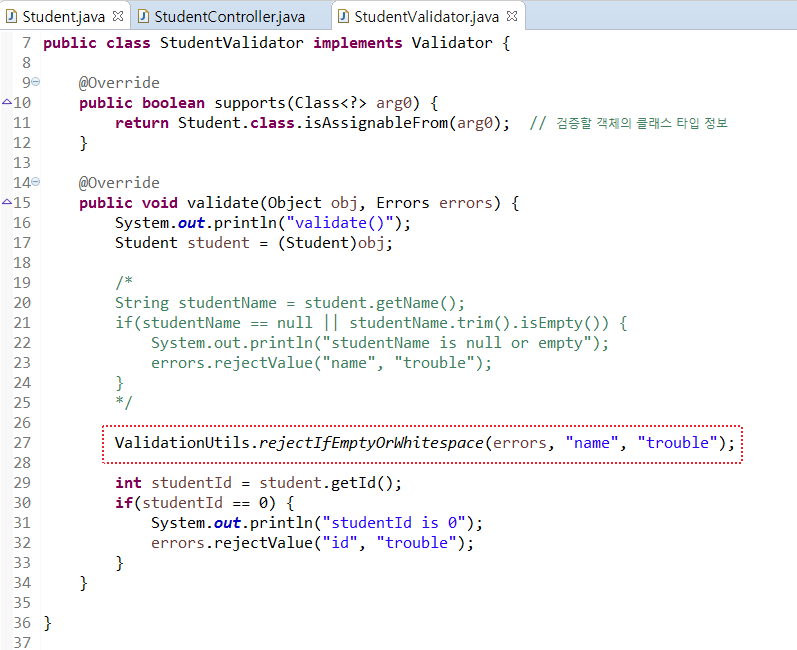 Student.java StudentController.java StudentValidator.java
7 public class StudentValidator implements Validator {
8
9 @Override
10 public boolean supports(Class<?> arg0) {
11 return Student.class.isAssignableFrom(arg0); // 검증할 객체의 클래스 타입 정보
12 }
13
14 @Override
15 public void validate(Object obj, Errors errors) {
16 System.out.println("validate()");
17 Student student = (Student)obj;
18
19 /*
20 String studentName = student.getName();
21 if(studentName == null || studentName.trim().isEmpty()) {
22 System.out.println("studentName is null or empty");
23 errors.rejectValue("name", "trouble");
24 }
25 */
26
27 ValidationUtils.rejectIfEmptyOrWhitespace(errors, "name", "trouble");
28
29 int studentId = student.getId();
30 if(studentId == 0) {
31 System.out.println("studentId is 0");
32 errors.rejectValue("id", "trouble");
33 }
34 }
35
36 }
37